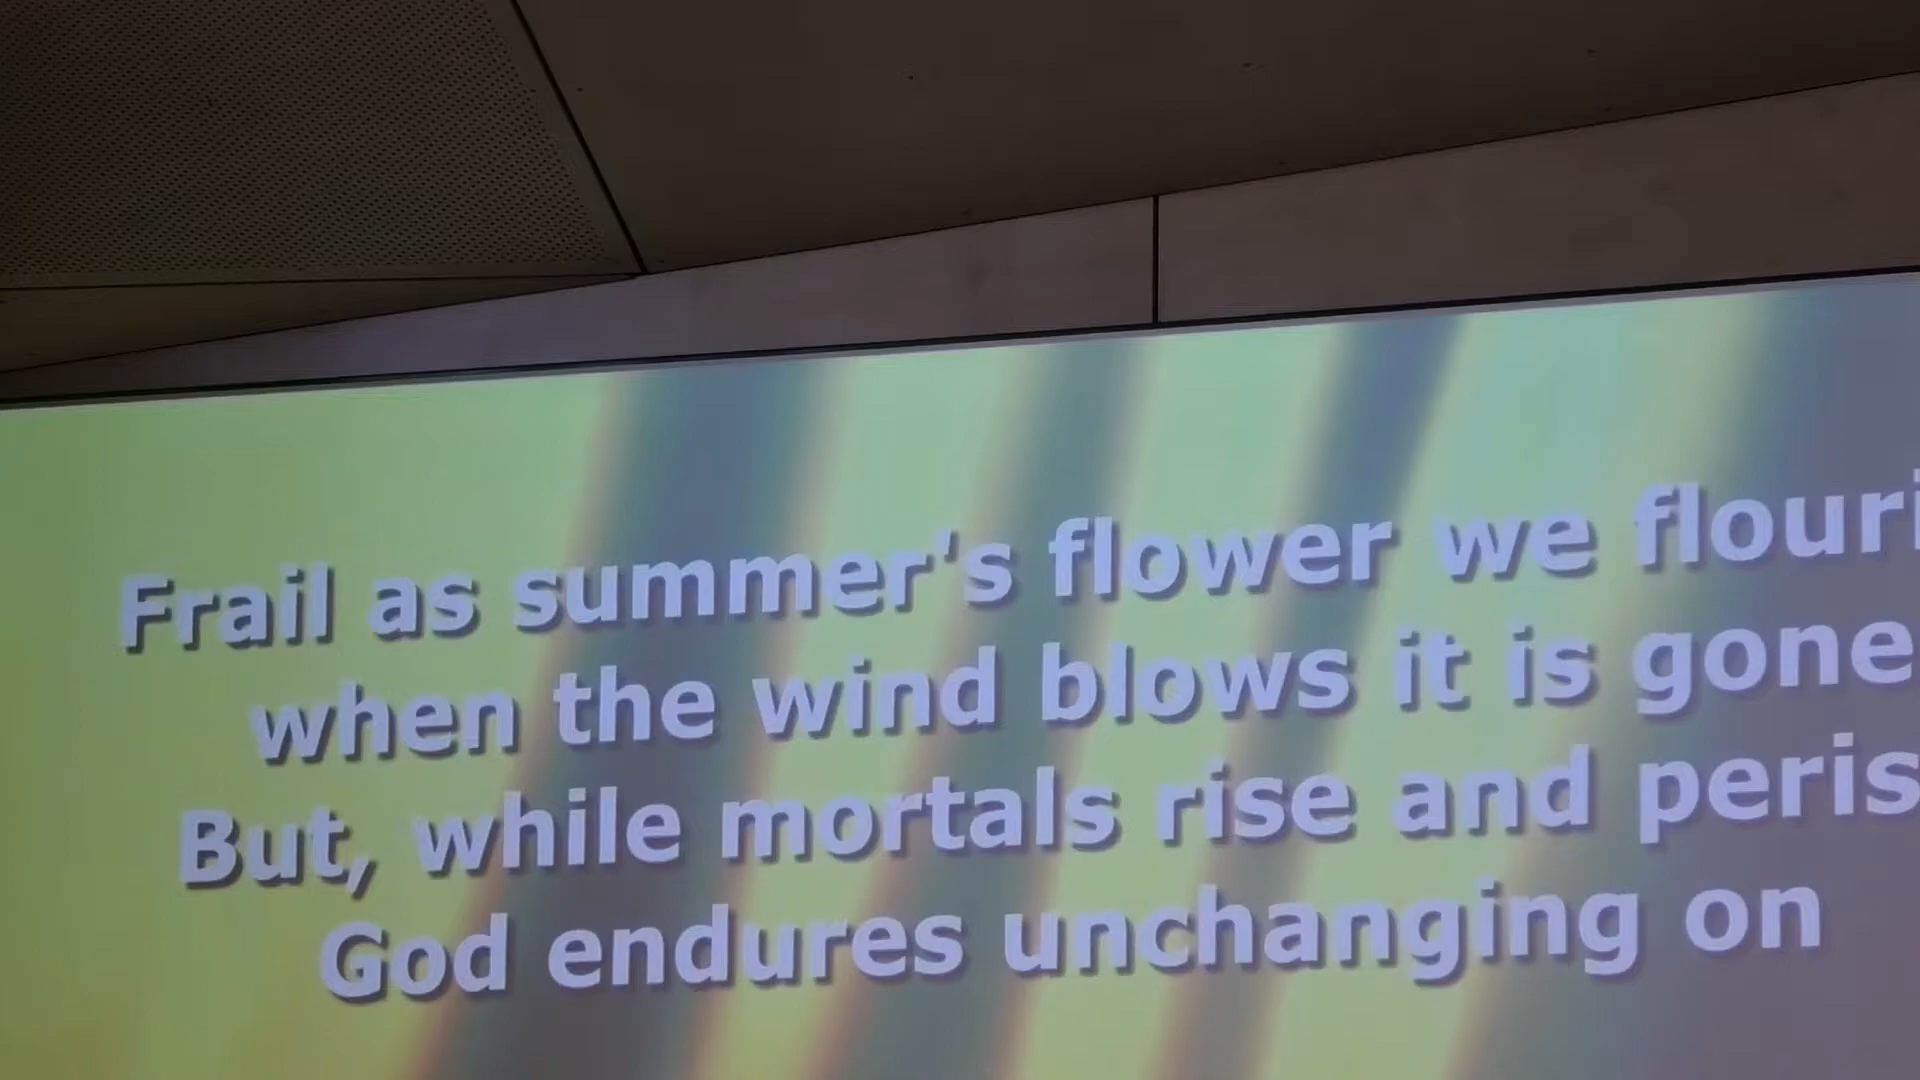 Frail as summer's flower we flouri
when the wind blows it is gone
But, while mortals rise and peris
God endures unchanging on